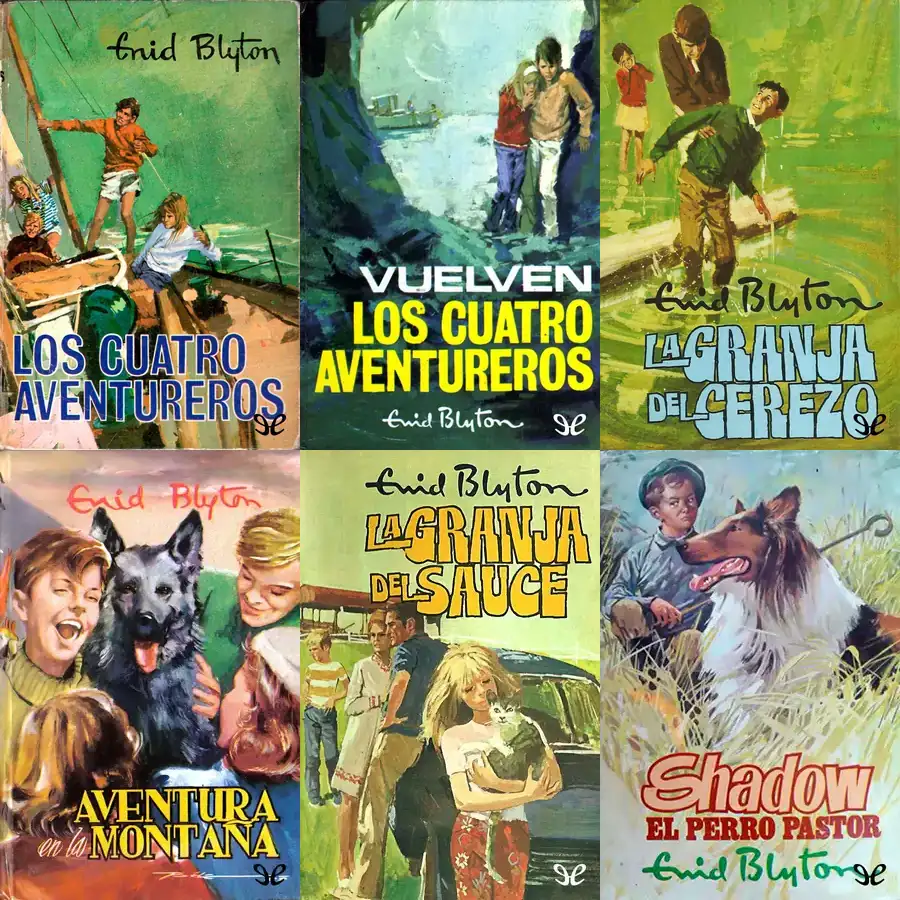 Enid Blyton
LOS CUATRO
AVENTUREROS
VUELVEN
LOS CUATRO
AVENTUREROS
Enid Blyton
Enid Blyton
LA GRANJA
DEL CEREZO
Enid Blyton
AVENTURA
en la MONTAÑA
Enid Blyton
LA GRANJA
DEL SAUCE
Shadow
EL PERRO PASTOR
Enid Blyton